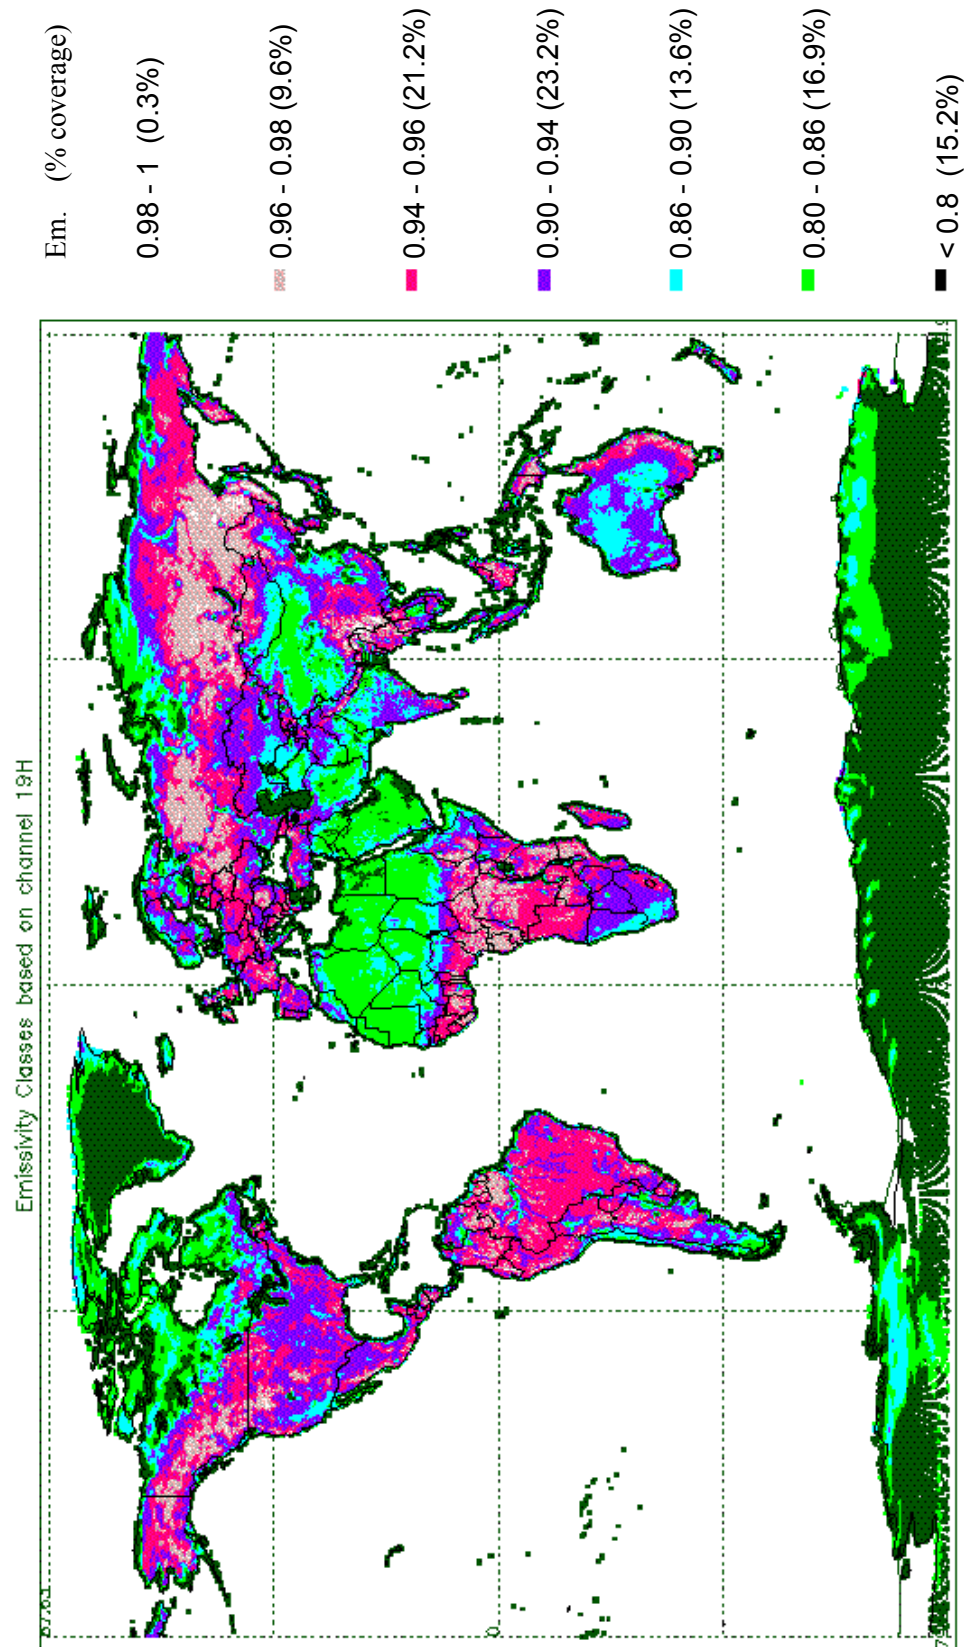 Emissivity Classes based on channel 19H
Em. (% coverage)
0.98 - 1 (0.3%)
0.96 - 0.98 (9.6%)
0.94 - 0.96 (21.2%)
0.90 - 0.94 (23.2%)
0.86 - 0.90 (13.6%)
0.80 - 0.86 (16.9%)
< 0.8 (15.2%)
0